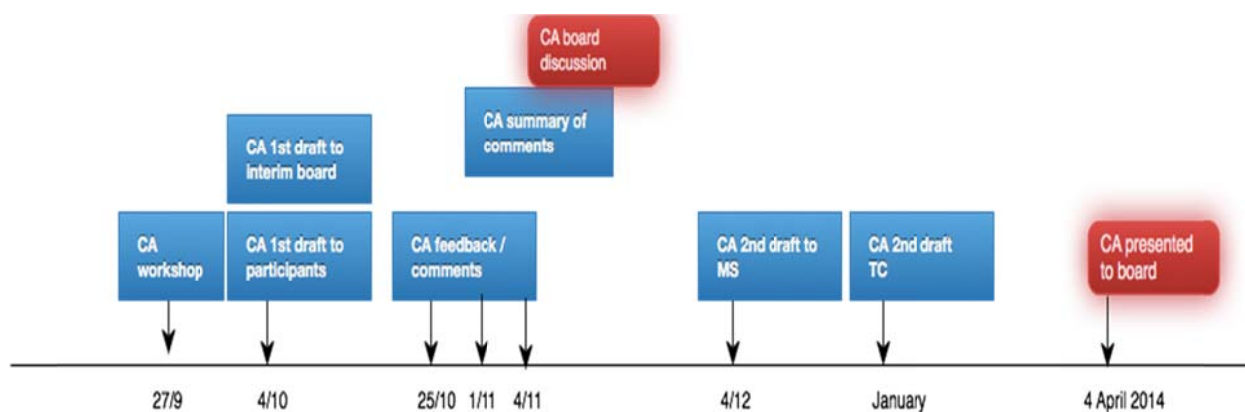 CA board
discussion
CA summary of
comments
CA 1st draft to
interim board
CA
workshop
CA 1st draft to
participants
CA feedback /
comments
CA 2nd draft to
MS
CA 2nd draft
TC
CA presented
to board
27/9
4/10
25/10
1/11
4/11
4/12
January
4 April 2014